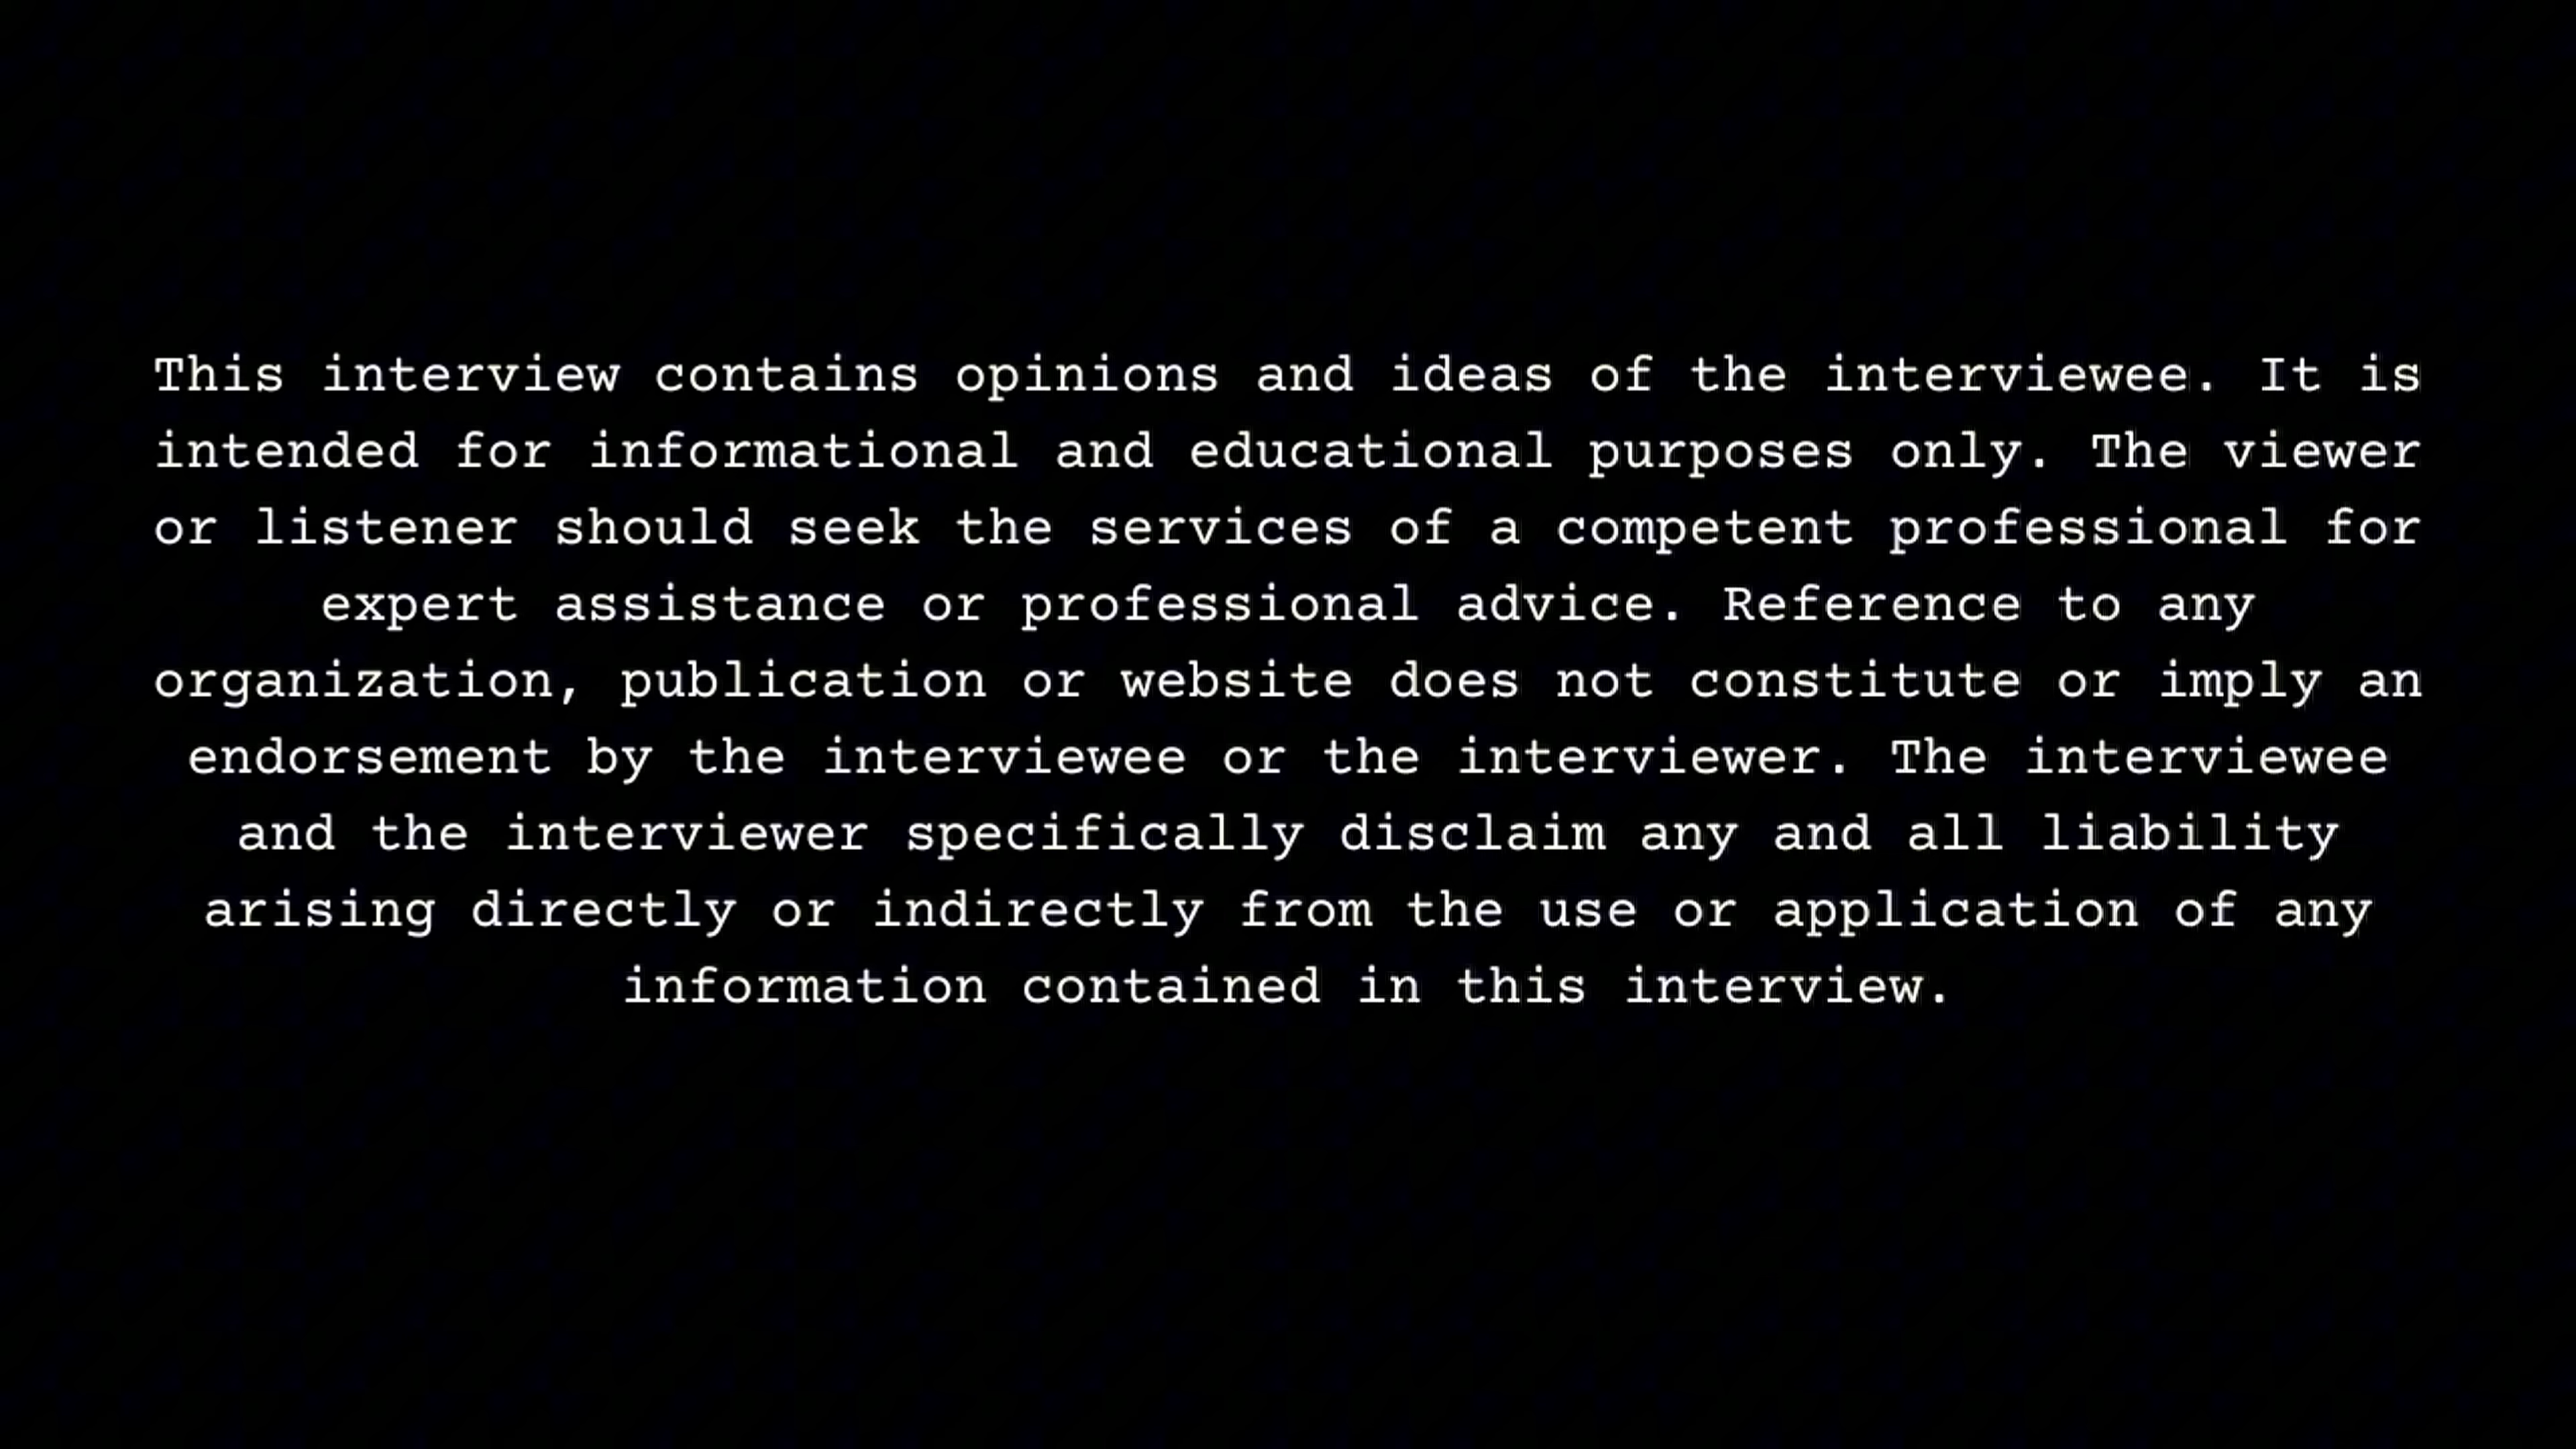 This interview contains opinions and ideas of the interviewee. It is
intended for informational and educational purposes only. The viewer
or listener should seek the services of a competent professional for
expert assistance or professional advice. Reference to any
organization, publication or website does not constitute or imply an
endorsement by the interviewee or the interviewer. The interviewee
and the interviewer specifically disclaim any and all liability
arising directly or indirectly from the use or application of any
information contained in this interview.